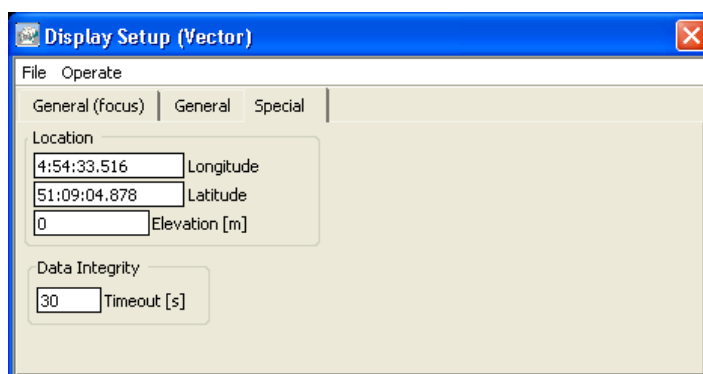 Display Setup (Vector)
File Operate
General (focus) General Special
Location
4:54:33.516 Longitude
51:09:04.878 Latitude
0 Elevation [m]
Data Integrity
30 Timeout [s]